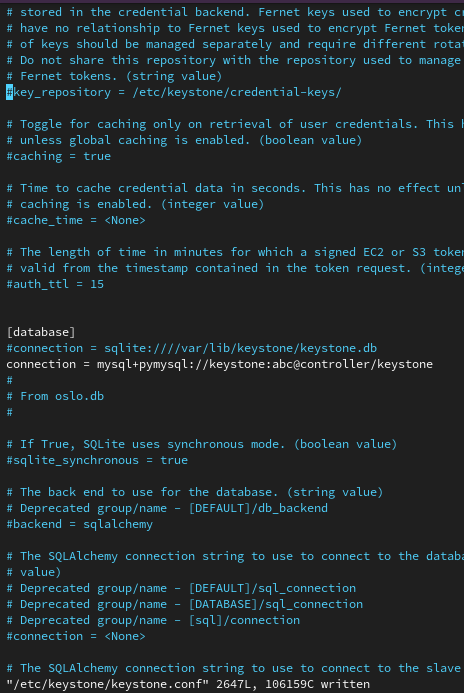 # stored in the credential backend. Fernet keys used to encrypt
# have no relationship to Fernet keys used to encrypt Fernet
# of keys should be managed separately and require different
# Do not share this repository with the repository used to manage
# Fernet tokens. (string value)
#key_repository = /etc/keystone/credential-keys/
# Toggle for caching only on retrieval of user credentials. This
# unless global caching is enabled. (boolean value)
#caching = true
# Time to cache credential data in seconds. This has no effect
# caching is enabled. (integer value)
#cache_time = <None>
# The length of time in minutes for which a signed EC2 or S3
# valid from the timestamp contained in the token request.
#auth_ttl = 15
[database]
#connection = sqlite:////var/lib/keystone/keystone.db
connection = mysql+pymysql://keystone:abc@controller/keystone
#
# From oslo.db
#
# If True, SQLite uses synchronous mode. (boolean value)
#sqlite_synchronous = true
# The back end to use for the database. (string value)
# Deprecated group/name - [DEFAULT]/db_backend
#backend = sqlalchemy
# The SQLAlchemy connection string to use to connect to the
# value)
# Deprecated group/name - [DEFAULT]/sql_connection
# Deprecated group/name - [DATABASE]/sql_connection
# Deprecated group/name - [sql]/connection
#connection = <None>
# The SQLAlchemy connection string to use to connect to the slave
"/etc/keystone/keystone.conf" 2647L, 106159C written